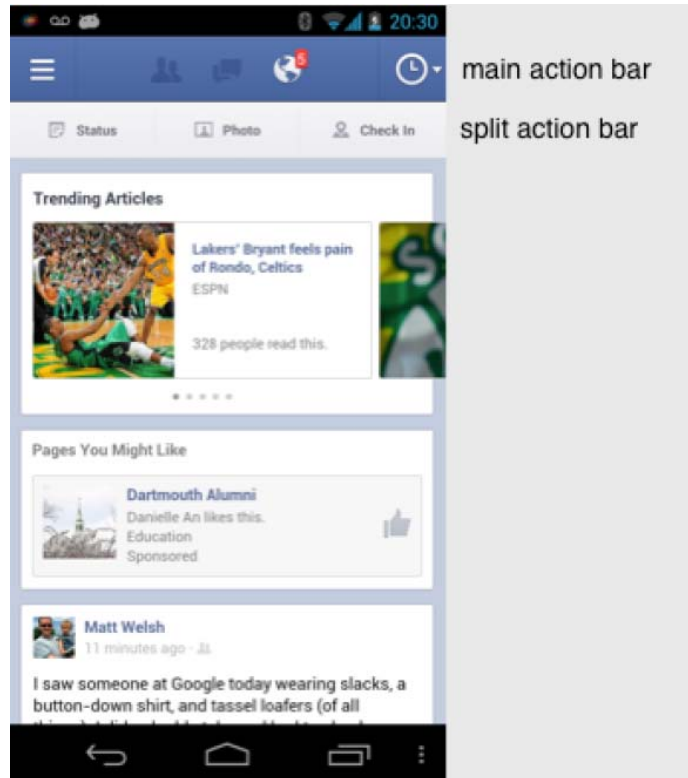 20:30
5
main action bar
Status
Photo
Check In
split action bar
Trending Articles
Lakers' Bryant feels pain
of Rondo, Celtics
ESPN
328 people read this.
Pages You Might Like
Dartmouth Alumni
Danielle An likes this.
Education
Sponsored
Matt Welsh
11 minutes ago ·
I saw someone at Google today wearing slacks, a
button-down shirt, and tassel loafers (of all